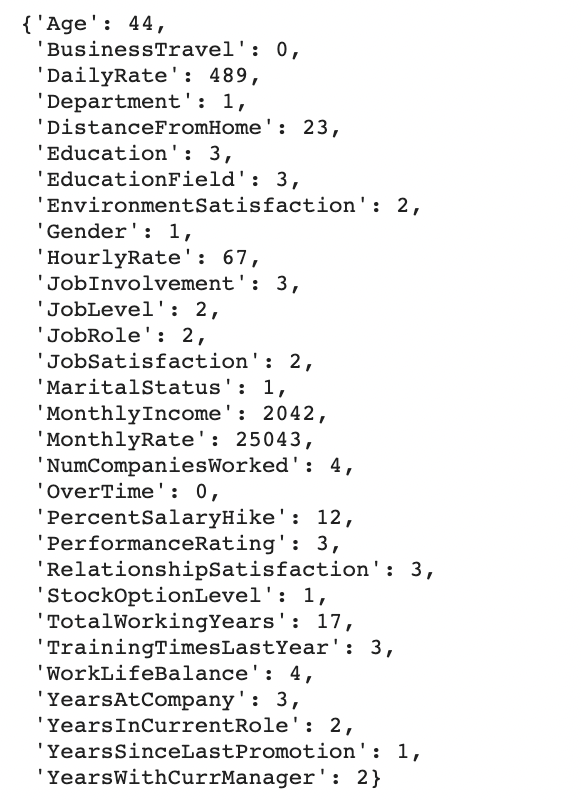 {'Age': 44,
'BusinessTravel': 0,
'DailyRate': 489,
'Department': 1,
'DistanceFromHome': 23,
'Education': 3,
'EducationField': 3,
'EnvironmentSatisfaction': 2,
'Gender': 1,
'HourlyRate': 67,
'JobInvolvement': 3,
'JobLevel': 2,
'JobRole': 2,
'JobSatisfaction': 2,
'MaritalStatus': 1,
'MonthlyIncome': 2042,
'MonthlyRate': 25043,
'NumCompaniesWorked': 4,
'OverTime': 0,
'PercentSalaryHike': 12,
'PerformanceRating': 3,
'RelationshipSatisfaction': 3,
'StockOptionLevel': 1,
'TotalWorkingYears': 17,
'TrainingTimesLastYear': 3,
'WorkLifeBalance': 4,
'YearsAtCompany': 3,
'YearsInCurrentRole': 2,
'YearsSinceLastPromotion': 1,
'YearsWithCurrManager': 2}